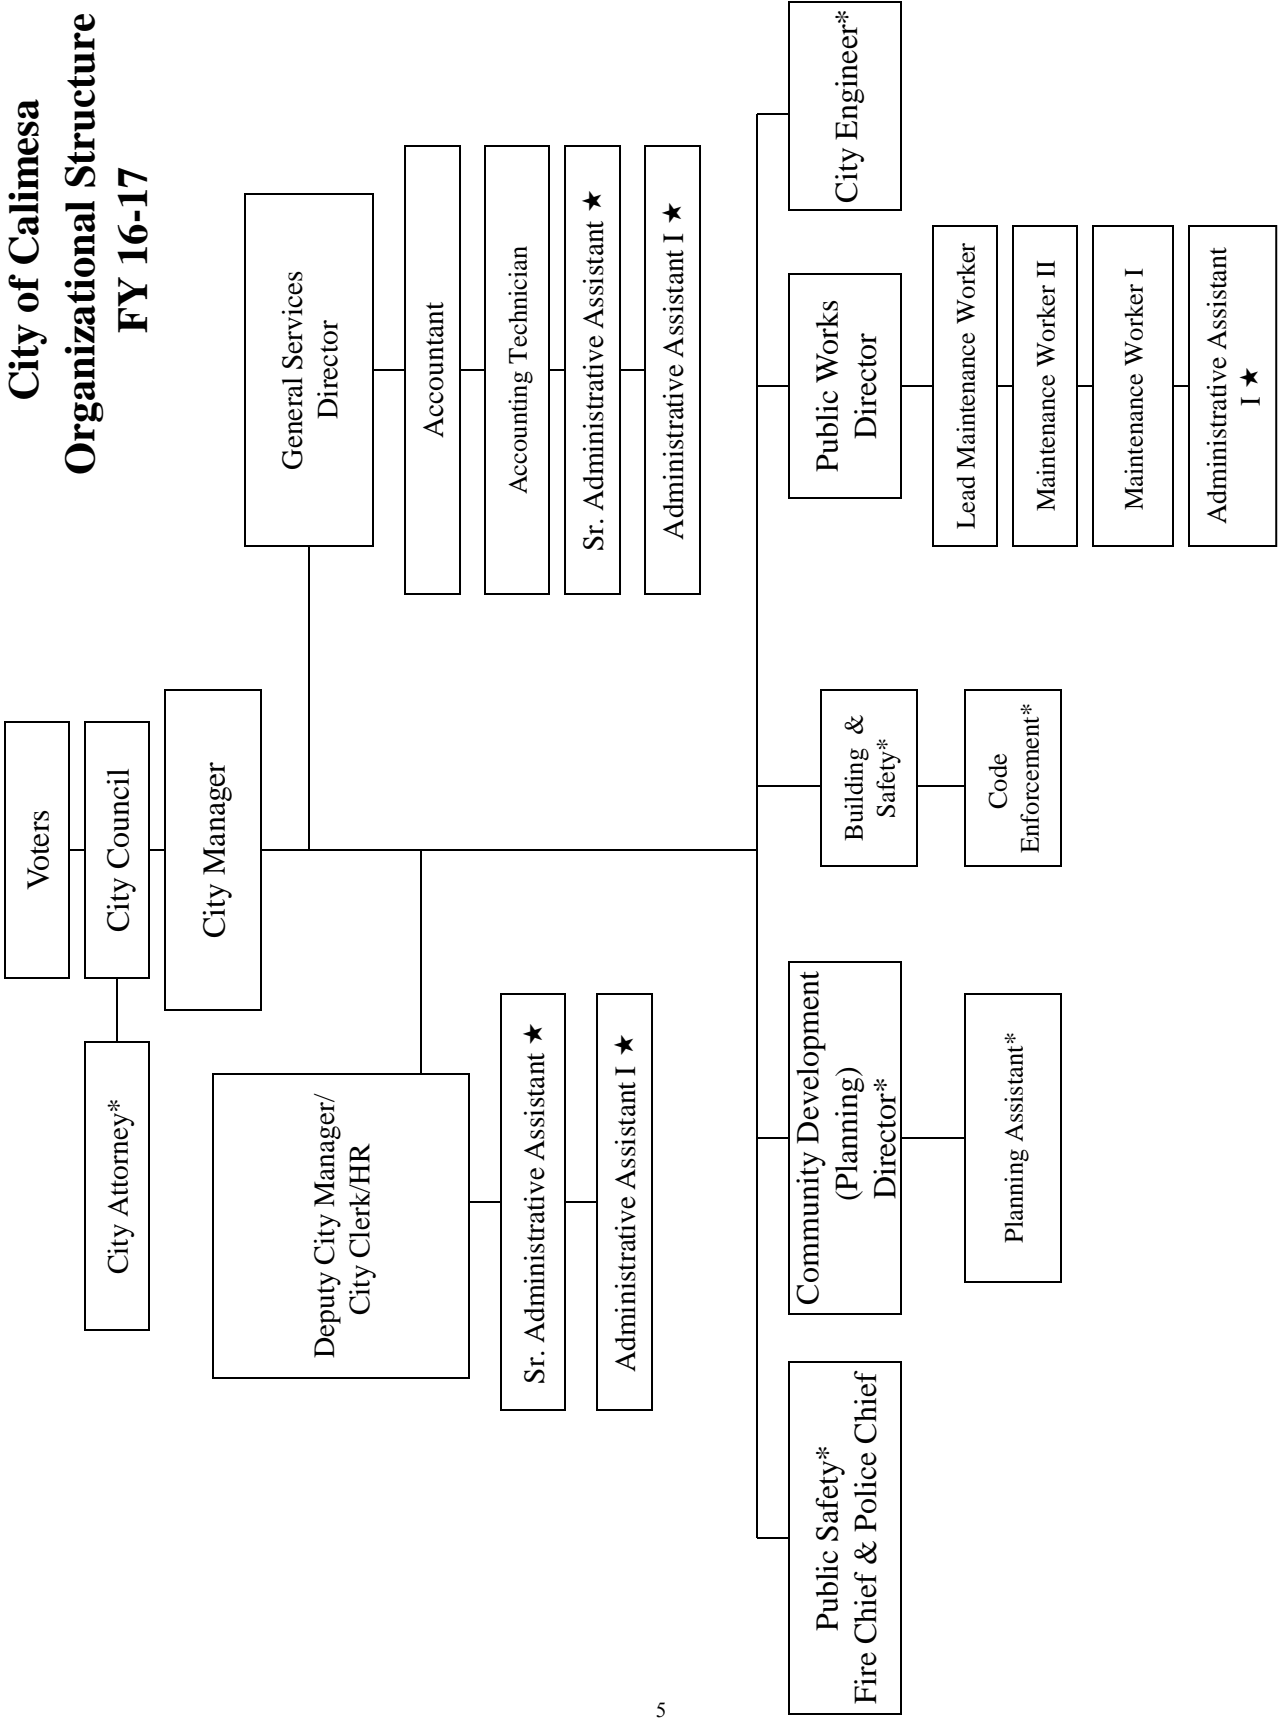 City of Calimesa
Organizational Structure
FY 16-17
Voters
City Council
City Attorney*
City Manager
General Services
Director
Accountant
Accounting Technician
Sr. Administrative Assistant ★
Administrative Assistant I ★
Deputy City Manager/
City Clerk/HR
Sr. Administrative Assistant ★
Administrative Assistant I ★
Public Safety*
Fire Chief & Police Chief
Community Development
(Planning)
Director*
Planning Assistant*
Building &
Safety*
Code
Enforcement*
Public Works
Director
Lead Maintenance Worker
Maintenance Worker II
Maintenance Worker I
Administrative Assistant
I ★
City Engineer*
5